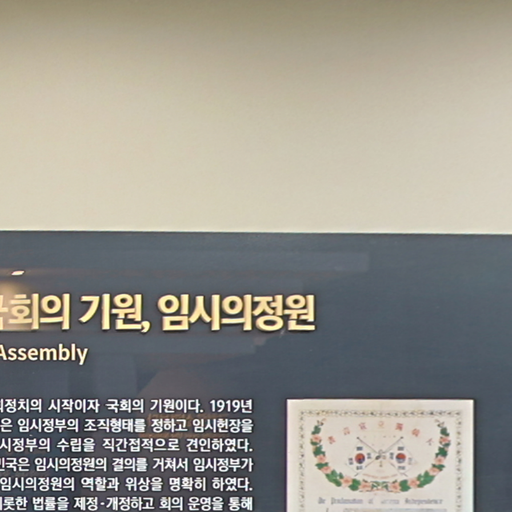 국회의 기원, 임시의정원
Assembly
의정치의 시작이자 국회의 기원이다. 1919년
은 임시정부의 조직형태를 정하고 임시헌장을
시정부의 수립을 직간접적으로 견인하였다.
민국은 임시의정원의 결의를 거쳐서 임시정부가
임시의정원의 역할과 위상을 명확히 하였다.
비롯한 법률을 제정·개정하고 회의 운영을 통해
The Proclamation of Korean Independence